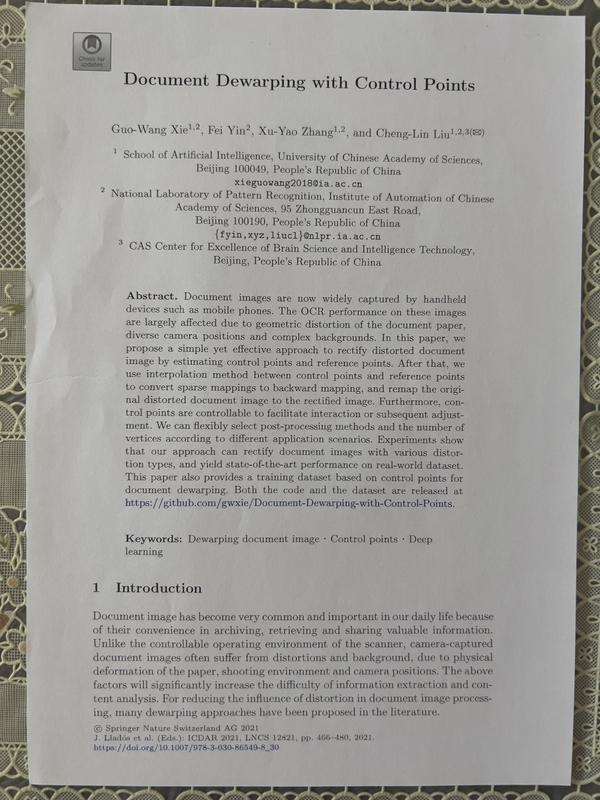 Check for
updates
Document Dewarping with Control Points
Guo-Wang Xie1,2, Fei Yin2, Xu-Yao Zhang1,2, and Cheng-Lin Liu1,2,3(✉)
1 School of Artificial Intelligence, University of Chinese Academy of Sciences,
Beijing 100049, People's Republic of China
xieguowang2018@ia.ac.cn
2 National Laboratory of Pattern Recognition, Institute of Automation of Chinese
Academy of Sciences, 95 Zhongguancun East Road,
Beijing 100190, People's Republic of China
{fyin,xyz,liucl}@nlpr.ia.ac.cn
3 CAS Center for Excellence of Brain Science and Intelligence Technology,
Beijing, People's Republic of China
Abstract. Document images are now widely captured by handheld
devices such as mobile phones. The OCR performance on these images
are largely affected due to geometric distortion of the document paper,
diverse camera positions and complex backgrounds. In this paper, we
propose a simple yet effective approach to rectify distorted document
image by estimating control points and reference points. After that, we
use interpolation method between control points and reference points
to convert sparse mappings to backward mapping, and remap the origi-
nal distorted document image to the rectified image. Furthermore, con-
trol points are controllable to facilitate interaction or subsequent adjust-
ment. We can flexibly select post-processing methods and the number of
vertices according to different application scenarios. Experiments show
that our approach can rectify document images with various distor-
tion types, and yield state-of-the-art performance on real-world dataset.
This paper also provides a training dataset based on control points for
document dewarping. Both the code and the dataset are released at
https://github.com/gwxie/Document-Dewarping-with-Control-Points.
Keywords: Dewarping document image · Control points · Deep
learning
1 Introduction
Document image has become very common and important in our daily life because
of their convenience in archiving, retrieving and sharing valuable information.
Unlike the controllable operating environment of the scanner, camera-captured
document images often suffer from distortions and background, due to physical
deformation of the paper, shooting environment and camera positions. The above
factors will significantly increase the difficulty of information extraction and con-
tent analysis. For reducing the influence of distortion in document image process-
ing, many dewarping approaches have been proposed in the literature.
© Springer Nature Switzerland AG 2021
J. Lladós et al. (Eds.): ICDAR 2021, LNCS 12821, pp. 466–480, 2021.
https://doi.org/10.1007/978-3-030-86549-8_30